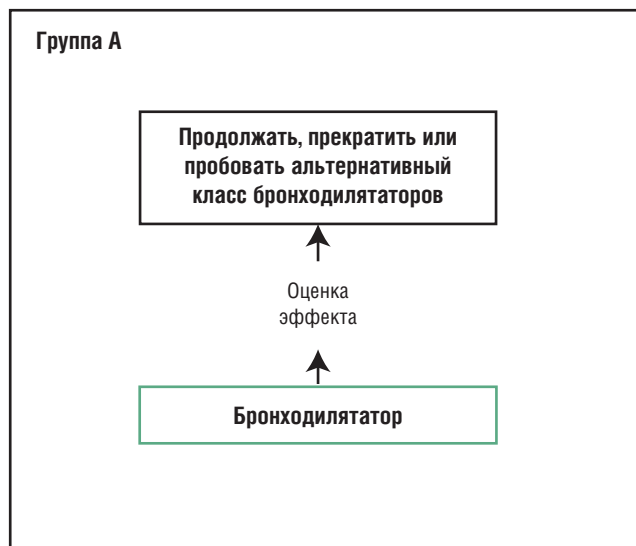 Группа А
Продолжать, прекратить или
пробовать альтернативный
класс бронходилятаторов
Оценка
эффекта
Бронходилятатор